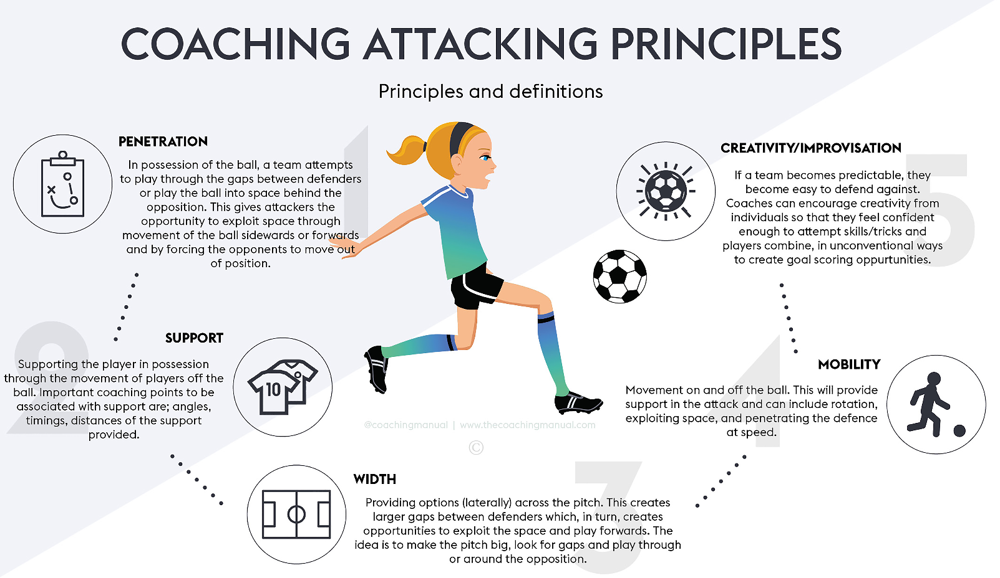 COACHING ATTACKING PRINCIPLES
Principles and definitions
1
PENETRATION
In possession of the ball, a team attempts
to play through the gaps between defenders
or play the ball into space behind the
opposition. This gives attackers the
opportunity to exploit space through
movement of the ball sidewards or forwards
and by forcing the opponents to move out
of position.
2
SUPPORT
Supporting the player in possession
through the movement of players off the
ball. Important coaching points to be
associated with support are; angles,
timings, distances of the support
provided.
10
3
WIDTH
Providing options (laterally) across the pitch. This creates
larger gaps between defenders which, in turn, creates
opportunities to exploit the space and play forwards. The
idea is to make the pitch big, look for gaps and play through
or around the opposition.
4
MOBILITY
Movement on and off the ball. This will provide
support in the attack and can include rotation,
exploiting space, and penetrating the defence
at speed.
5
CREATIVITY/IMPROVISATION
If a team becomes predictable, they
become easy to defend against.
Coaches can encourage creativity from
individuals so that they feel confident
enough to attempt skills/tricks and
players combine, in unconventional ways
to create goal scoring oppurtunities.
@coachingmanual | www.thecoachingmanual.com
©